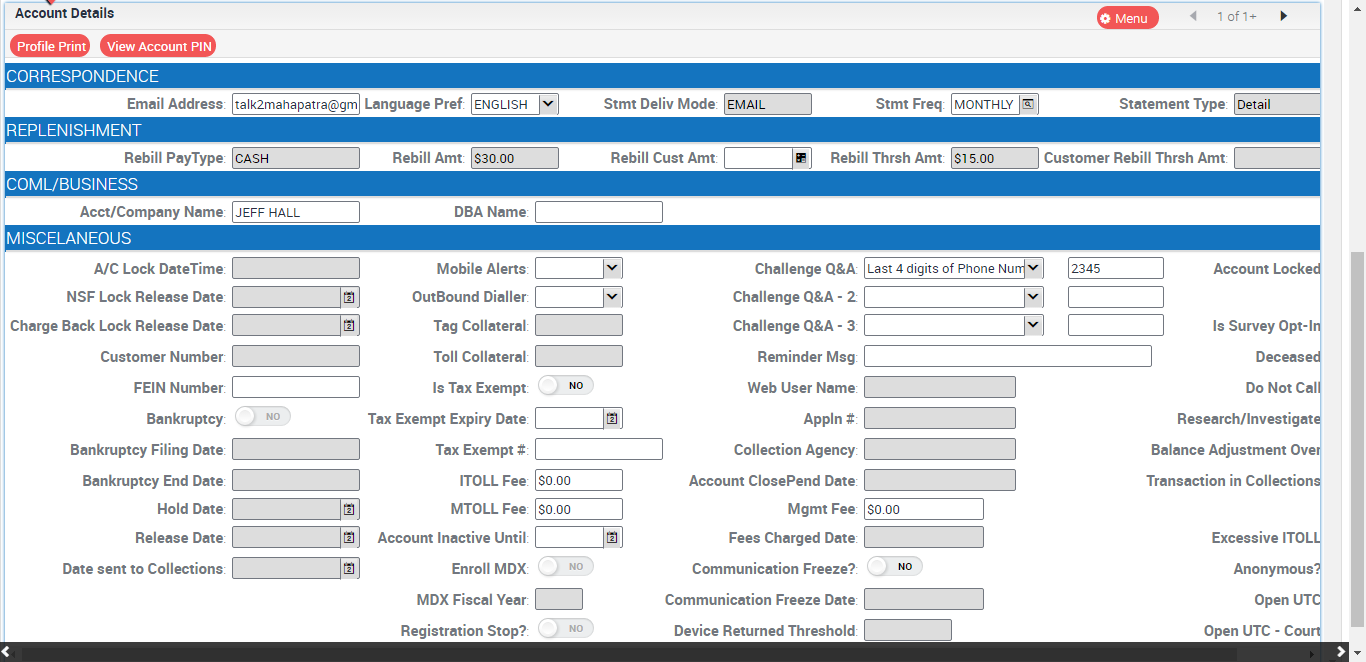 Account Details
Menu 1 of 1+
Profile Print View Account PIN
CORRESPONDENCE
Email Address: talk2mahapatra@gm Language Pref: ENGLISH Stmt Deliv Mode: EMAIL Stmt Freq: MONTHLY Statement Type: Detail
REPLENISHMENT
Rebill PayType: CASH Rebill Amt: $30.00 Rebill Cust Amt: Rebill Thrsh Amt: $15.00 Customer Rebill Thrsh Amt:
COML/BUSINESS
Acct/Company Name: JEFF HALL DBA Name:
MISCELANEOUS
A/C Lock DateTime: Mobile Alerts: Challenge Q&A: Last 4 digits of Phone Num 2345 Account Locked
NSF Lock Release Date: OutBound Dialler: Challenge Q&A - 2:
Charge Back Lock Release Date: Tag Collateral: Challenge Q&A - 3: Is Survey Opt-In
Customer Number: Toll Collateral: Reminder Msg: Deceased
FEIN Number: Is Tax Exempt: NO Web User Name: Do Not Call
Bankruptcy: NO Tax Exempt Expiry Date: Appln #: Research/Investigate
Bankruptcy Filing Date: Tax Exempt #: Collection Agency: Balance Adjustment Over
Bankruptcy End Date: ITOLL Fee: $0.00 Account ClosePend Date: Transaction in Collections
Hold Date: MTOLL Fee: $0.00 Mgmt Fee: $0.00
Release Date: Account Inactive Until: Fees Charged Date: Excessive ITOLL
Date sent to Collections: Enroll MDX: NO Communication Freeze?: NO Anonymous?
MDX Fiscal Year: Communication Freeze Date: Open UTC
Registration Stop?: NO Device Returned Threshold: Open UTC - Court